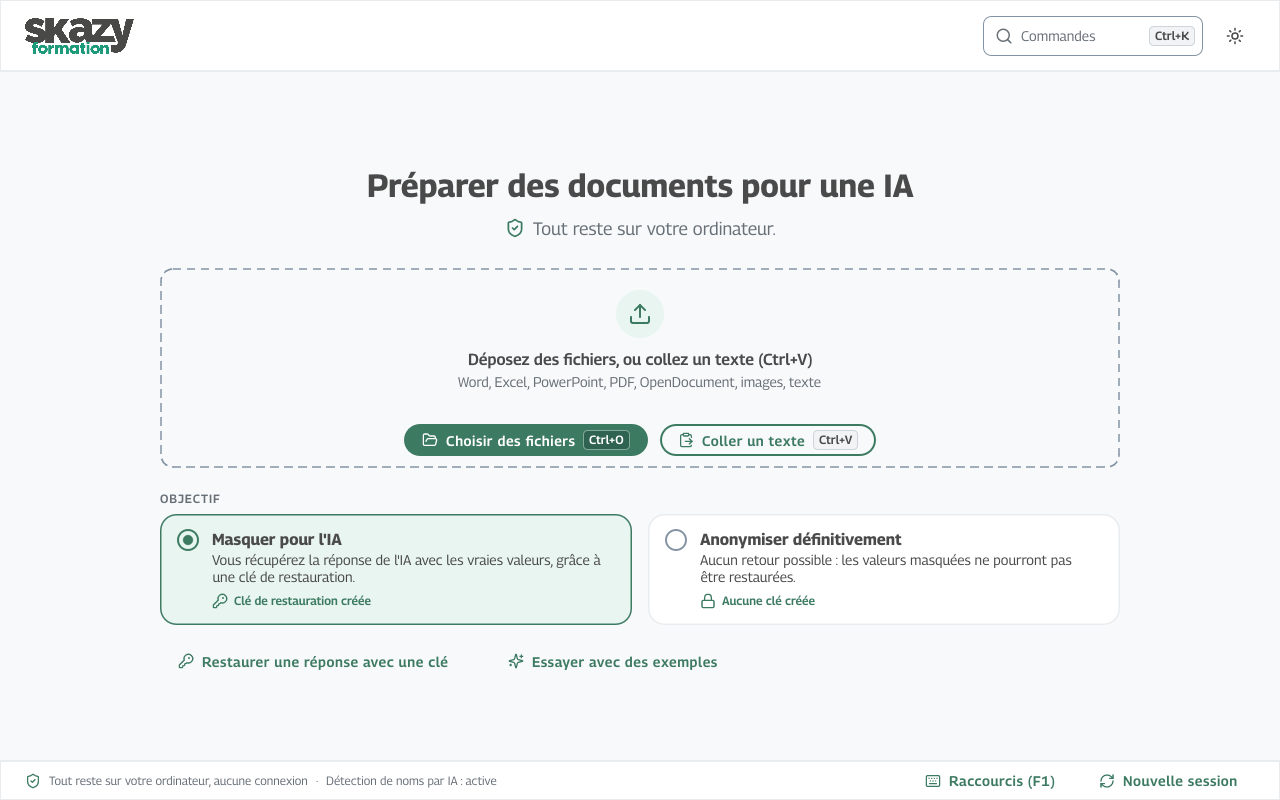 skazy
formation
Commandes
Ctrl+K
Préparer des documents pour une IA
Tout reste sur votre ordinateur.
Déposez des fichiers, ou collez un texte (Ctrl+V)
Word, Excel, PowerPoint, PDF, OpenDocument, images, texte
Choisir des fichiers Ctrl+O
Coller un texte Ctrl+V
OBJECTIF
Masquer pour l'IA
Vous récupérez la réponse de l'IA avec les vraies valeurs, grâce à
une clé de restauration.
Clé de restauration créée
Anonymiser définitivement
Aucun retour possible : les valeurs masquées ne pourront pas
être restaurées.
Aucune clé créée
Restaurer une réponse avec une clé
Essayer avec des exemples
Tout reste sur votre ordinateur, aucune connexion · Détection de noms par IA : active
Raccourcis (F1)
Nouvelle session